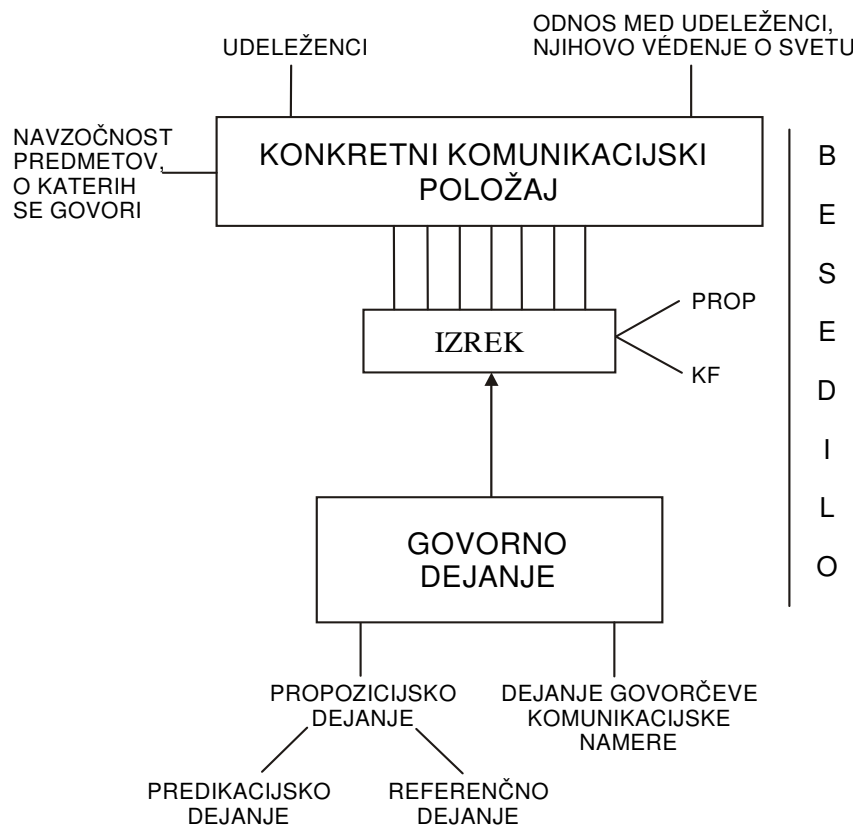 UDELEŽENCI
ODNOS MED UDELEŽENCI,
NJIHOVO VÉDENJE O SVETU
NAVZOČNOST
PREDMETOV,
O KATERIH
SE GOVORI
KONKRETNI KOMUNIKACIJSKI
POLOŽAJ
IZREK
PROP
KF
GOVORNO
DEJANJE
PROPOZICIJSKO
DEJANJE
DEJANJE GOVORČEVE
KOMUNIKACIJSKE
NAMERE
PREDIKACIJSKO
DEJANJE
REFERENČNO
DEJANJE
B
E
S
E
D
I
L
O